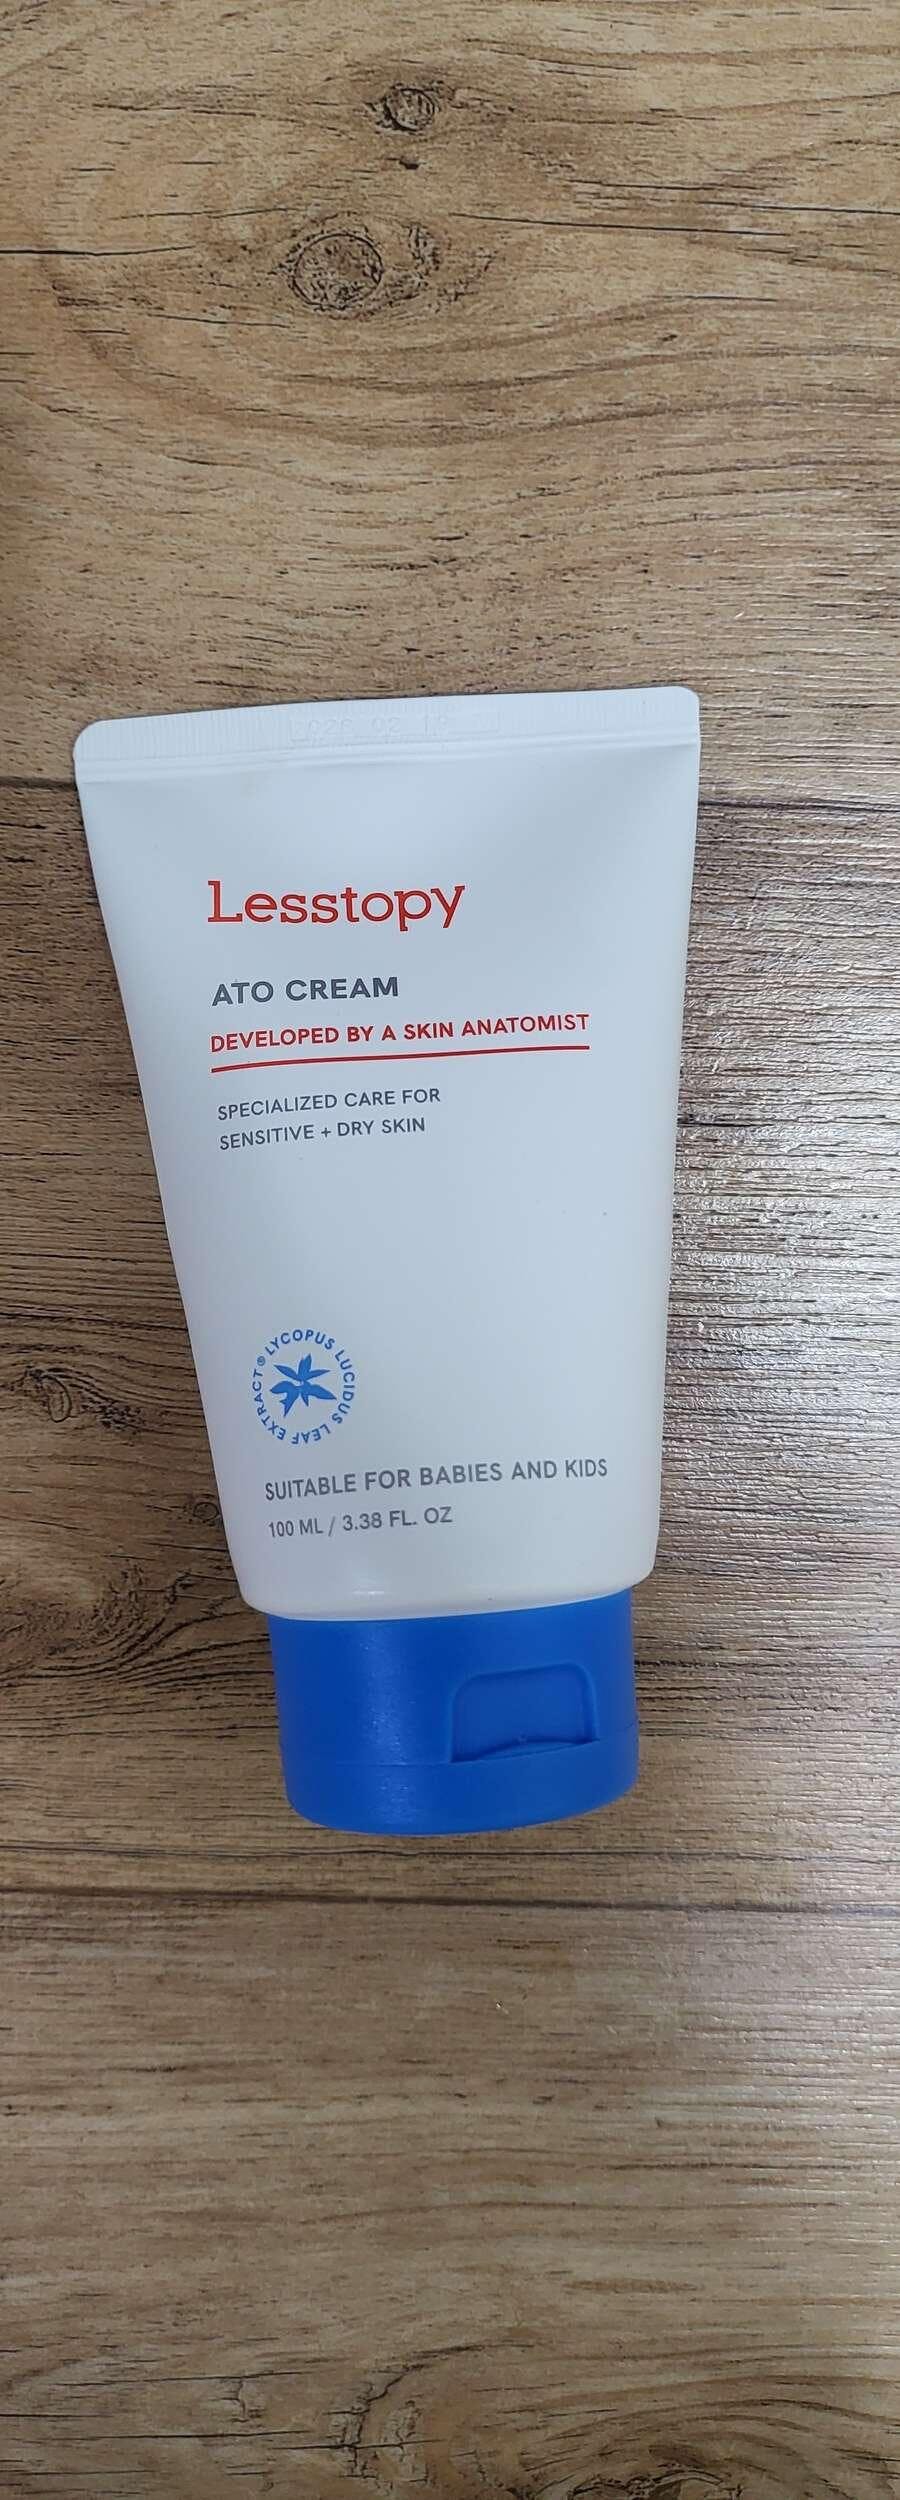 Lesstopy
ATO CREAM
DEVELOPED BY A SKIN ANATOMIST
SPECIALIZED CARE FOR
SENSITIVE + DRY SKIN
LYCOPUS LUCIDUS LEAF EXTRACT®
SUITABLE FOR BABIES AND KIDS
100 ML / 3.38 FL. OZ